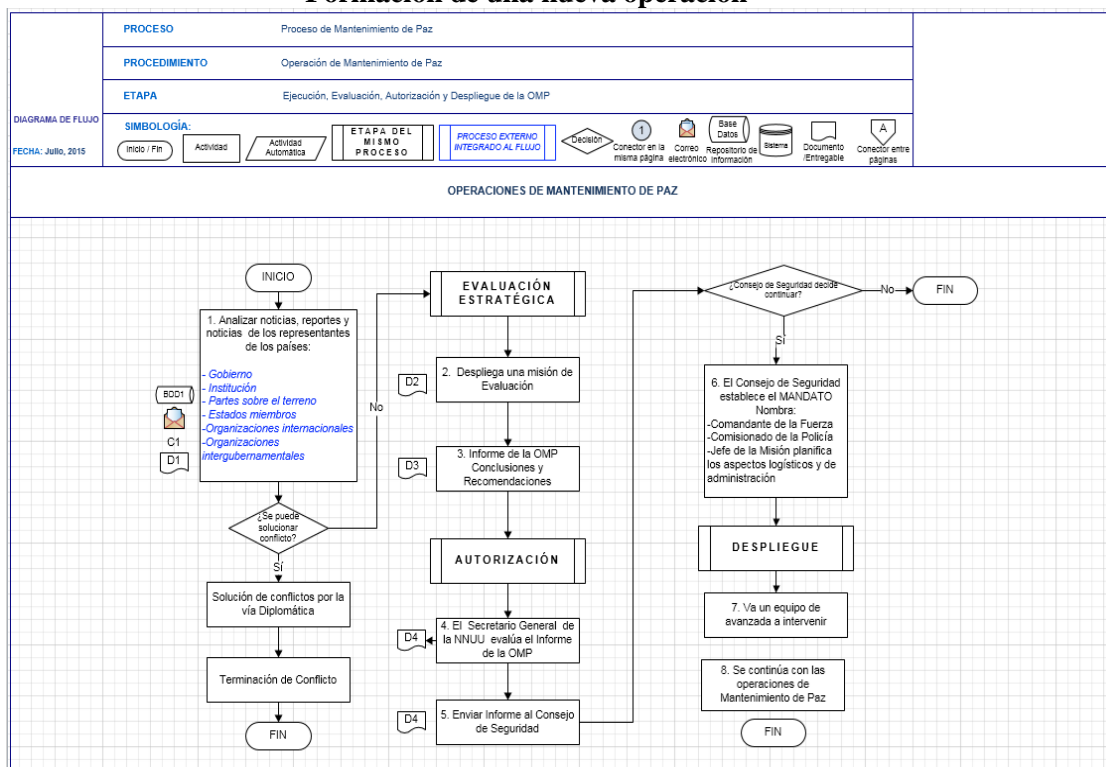 Formación de una nueva operación
PROCESO
Proceso de Mantenimiento de Paz
PROCEDIMIENTO
Operación de Mantenimiento de Paz
ETAPA
Ejecución, Evaluación, Autorización y Despliegue de la OMP
DIAGRAMA DE FLUJO
FECHA: Julio, 2015
SIMBOLOGÍA:
Inicio / Fin
Actividad
Actividad
Automática
ETAPA DEL
MISMO
PROCESO
PROCESO EXTERNO
INTEGRADO AL FLUJO
Decisión
1
Conector en la
misma página
Correo
electrónico
Base
Datos
Repositorio de
información
Sistema
Documento
/Entregable
A
Conector entre
páginas
OPERACIONES DE MANTENIMIENTO DE PAZ
INICIO
1. Analizar noticias, reportes y
noticias de los representantes
de los países:
- Gobierno
- Institución
- Partes sobre el terreno
- Estados miembros
-Organizaciones internacionales
-Organizaciones
intergubernamentales
BDD1
C1
D1
¿Se puede
solucionar
conflicto?
No
Sí
Solución de conflictos por la
vía Diplomática
Terminación de Conflicto
FIN
EVALUACIÓN
ESTRATÉGICA
2. Despliega una misión de
Evaluación
D2
3. Informe de la OMP
Conclusiones y
Recomendaciones
D3
AUTORIZACIÓN
4. El Secretario General de
la NNUU evalúa el Informe
de la OMP
D4
5. Enviar Informe al Consejo
de Seguridad
D4
¿Consejo de Seguridad decide
continuar?
No
FIN
Sí
6. El Consejo de Seguridad
establece el MANDATO
Nombra:
-Comandante de la Fuerza
-Comisionado de la Policía
-Jefe de la Misión planifica
los aspectos logísticos y de
administración
DESPLIEGUE
7. Va un equipo de
avanzada a intervenir
8. Se continúa con las
operaciones de
Mantenimiento de Paz
FIN